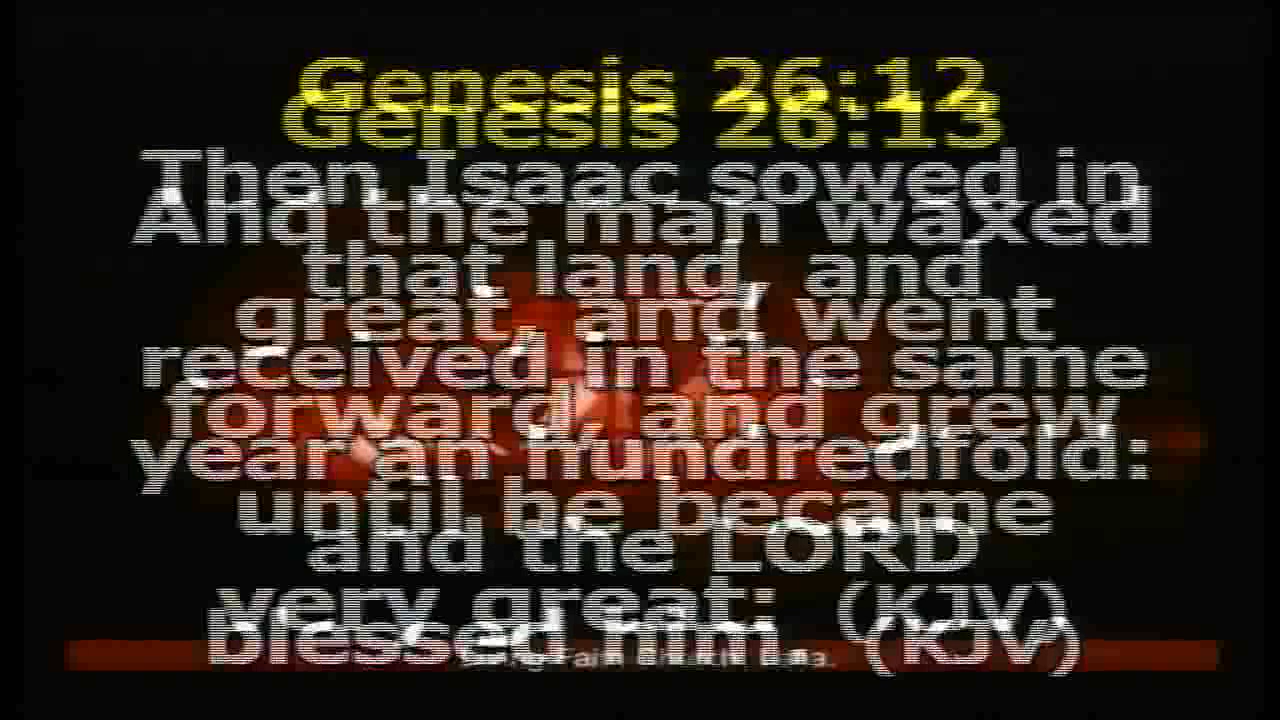 Genesis 26:12
Genesis 26:13
Then Isaac sowed in
And the man waxed
that land, and
great, and went
received in the same
forward, and grew
year an hundredfold:
until he became
and the LORD
very great: (KJV)
blessed him. (KJV)
Church,